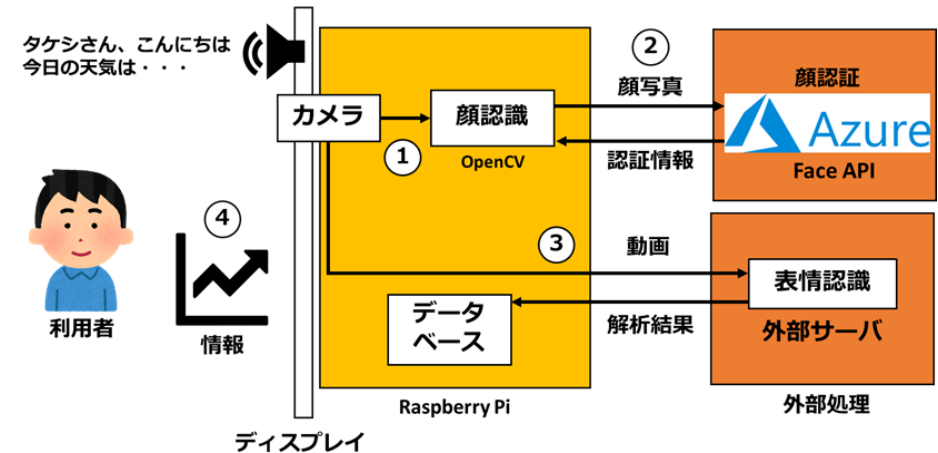 タケシさん、こんにちは
今日の天気は・・・
カメラ
①
顔認識
OpenCV
②
顔写真
認証情報
顔認証
Azure
Face API
利用者
④
情報
③
動画
解析結果
データ
ベース
表情認識
外部サーバ
Raspberry Pi
外部処理
ディスプレイ